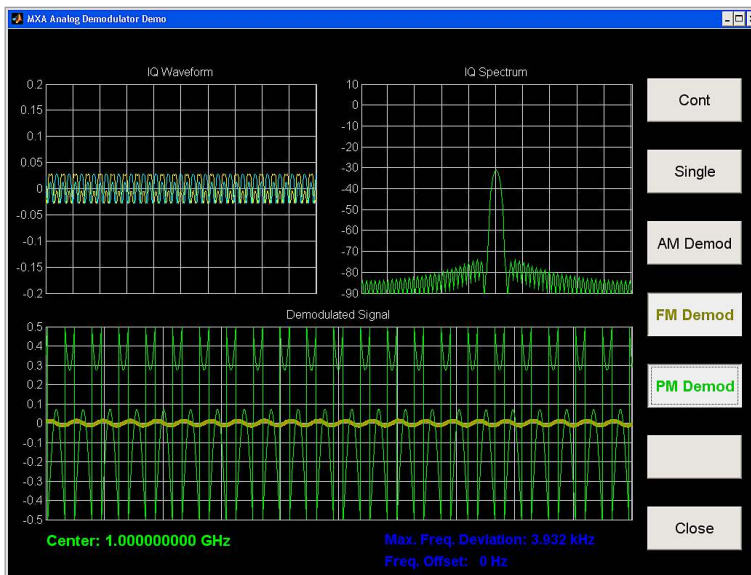 MXA Analog Demodulator Demo
IQ Waveform
0.2
0.15
0.1
0.05
0
-0.05
-0.1
-0.15
-0.2
IQ Spectrum
10
0
-10
-20
-30
-40
-50
-60
-70
-80
-90
Cont
Single
AM Demod
FM Demod
PM Demod
Close
Demodulated Signal
0.5
0.4
0.3
0.2
0.1
0
-0.1
-0.2
-0.3
-0.4
-0.5
Center: 1.000000000 GHz
Max. Freq. Deviation: 3.932 kHz
Freq. Offset: 0 Hz